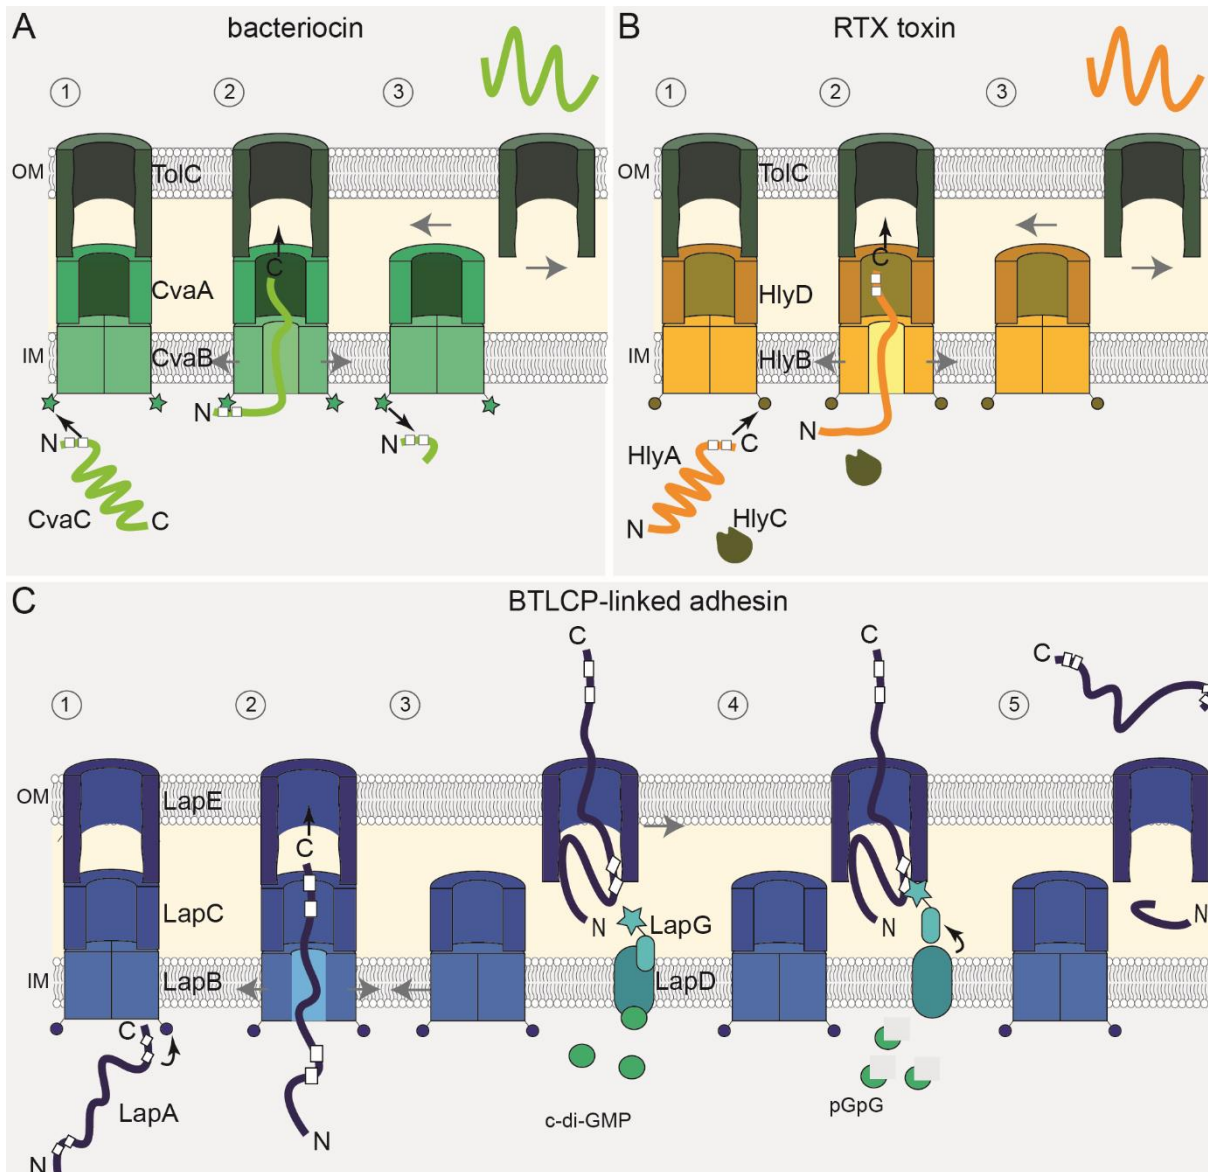 A
bacteriocin
1
2
3
OM
TolC
CvaA
C
IM
CvaB
N
N
N
CvaC
C
B
RTX toxin
1
2
3
OM
TolC
C
HlyD
IM
HlyB
N
HlyA
C
N
HlyC
C
BTLCP-linked adhesin
C
C
C
1
2
3
4
5
OM
LapE
C
LapC
N
LapG
N
N
IM
LapB
LapD
C
LapA
c-di-GMP
pGpG
N
N